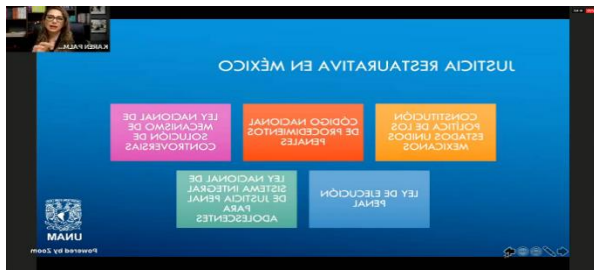 KAREN PALM...
JUSTICIA RESTAURATIVA EN MÉXICO
CONSTITUCIÓN
POLÍTICA DE LOS
ESTADOS UNIDOS
MEXICANOS
CÓDIGO NACIONAL
DE PROCEDIMIENTOS
PENALES
LEY NACIONAL DE
MECANISMO DE
SOLUCIÓN DE
CONTROVERSIAS
LEY DE EJECUCIÓN
PENAL
LEY NACIONAL DE
SISTEMA INTEGRAL
DE JUSTICIA PENAL
PARA
ADOLESCENTES
UNAM
Powered by Zoom